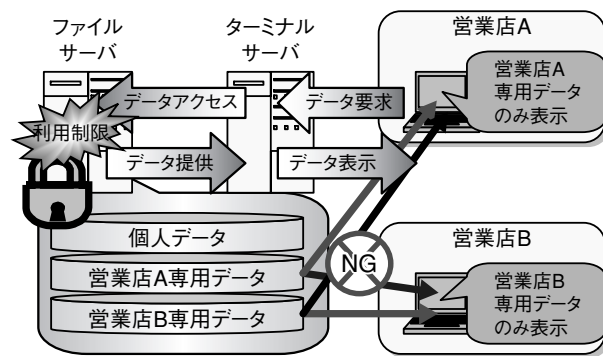 ファイル
サーバ
ターミナル
サーバ
営業店A
営業店A
専用データ
のみ表示
データアクセス
データ要求
利用制限
データ提供
データ表示
個人データ
営業店A専用データ
営業店B専用データ
NG
営業店B
営業店B
専用データ
のみ表示